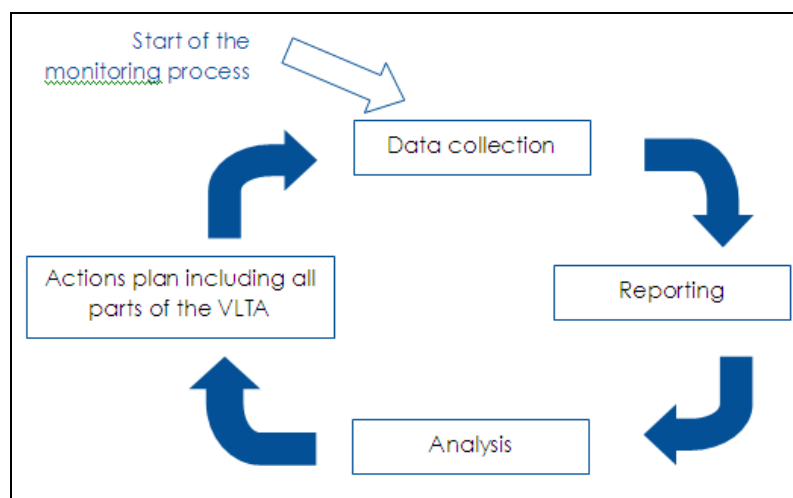 Start of the
monitoring process
Data collection
Actions plan including all
parts of the VLTA
Reporting
Analysis